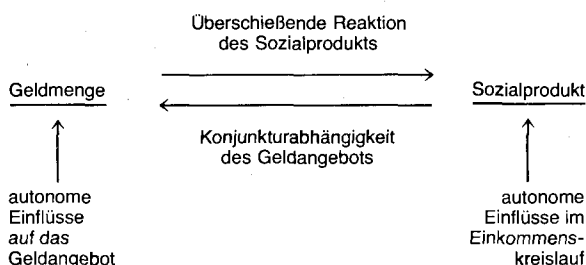 Überschießende Reaktion
des Sozialprodukts
Geldmenge
Sozialprodukt
Konjunkturabhängigkeit
des Geldangebots
autonome
Einflüsse
auf das
Geldangebot
autonome
Einflüsse im
Einkommens-
kreislauf